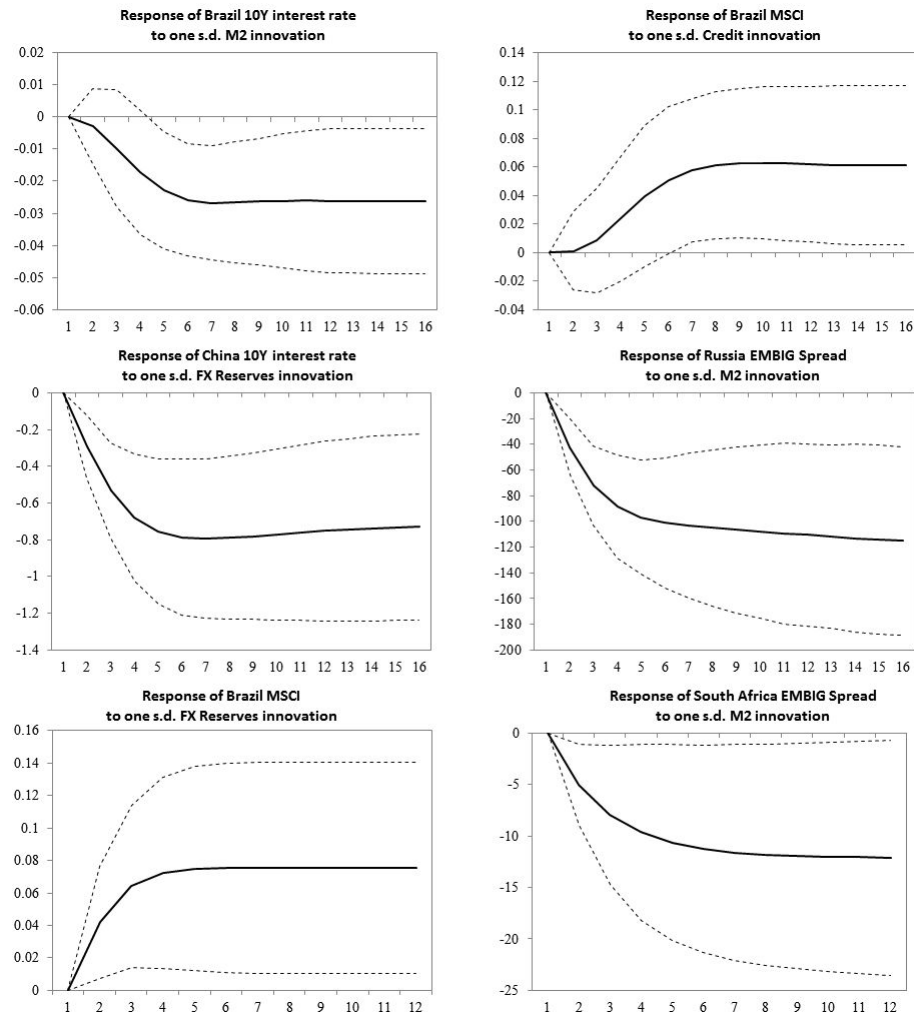 Response of Brazil 10Y interest rate
to one s.d. M2 innovation
0.02
0.01
0
-0.01
-0.02
-0.03
-0.04
-0.05
-0.06
1 2 3 4 5 6 7 8 9 10 11 12 13 14 15 16
Response of Brazil MSCI
to one s.d. Credit innovation
0.14
0.12
0.1
0.08
0.06
0.04
0.02
0
-0.02
-0.04
1 2 3 4 5 6 7 8 9 10 11 12 13 14 15 16
Response of China 10Y interest rate
to one s.d. FX Reserves innovation
0
-0.2
-0.4
-0.6
-0.8
-1
-1.2
-1.4
1 2 3 4 5 6 7 8 9 10 11 12 13 14 15 16
Response of Russia EMBIG Spread
to one s.d. M2 innovation
0
-20
-40
-60
-80
-100
-120
-140
-160
-180
-200
1 2 3 4 5 6 7 8 9 10 11 12 13 14 15 16
Response of Brazil MSCI
to one s.d. FX Reserves innovation
0.16
0.14
0.12
0.1
0.08
0.06
0.04
0.02
0
1 2 3 4 5 6 7 8 9 10 11 12
Response of South Africa EMBIG Spread
to one s.d. M2 innovation
0
-5
-10
-15
-20
-25
1 2 3 4 5 6 7 8 9 10 11 12